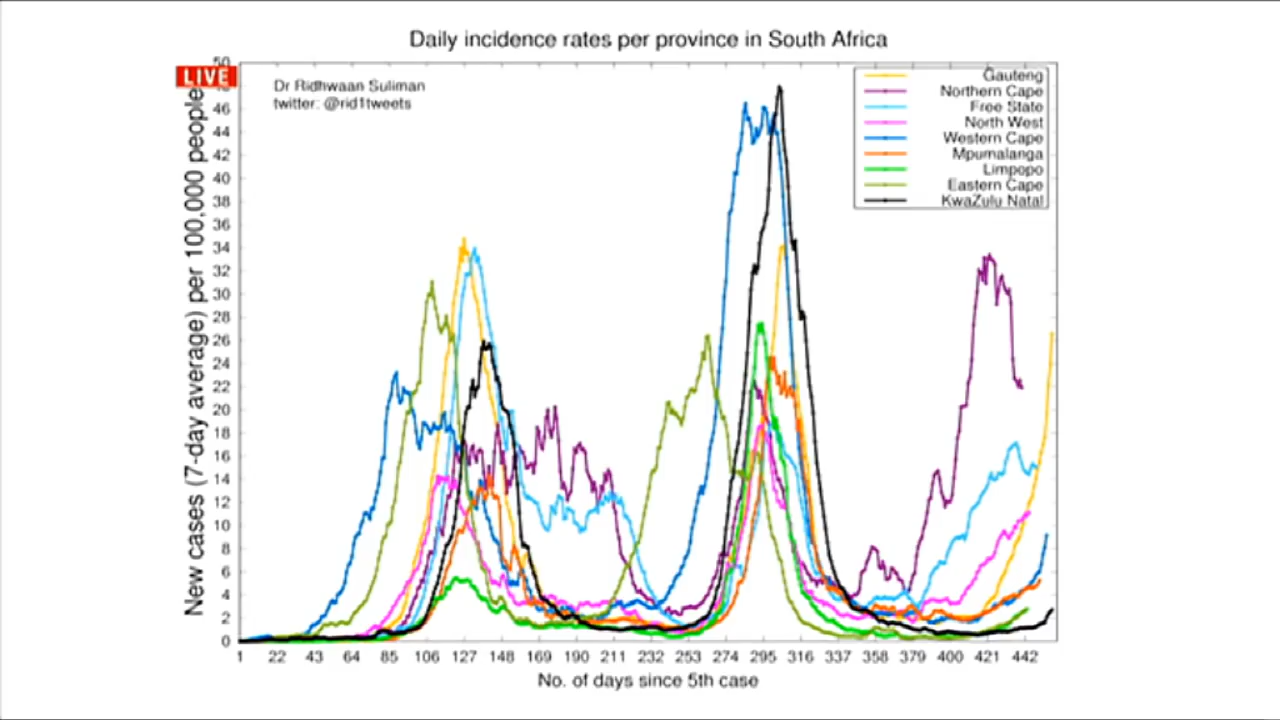 Daily incidence rates per province in South Africa
LIVE
Dr Ridhwaan Suliman
twitter: @rid1tweets
Gauteng
Northern Cape
Free State
North West
Western Cape
Mpumalanga
Limpopo
Eastern Cape
KwaZulu Natal
New cases (7-day average) per 100,000 people
50
46
44
42
40
38
36
34
32
30
28
26
24
22
20
18
16
14
12
10
8
6
4
2
0
1 22 43 64 85 106 127 148 169 190 211 232 253 274 295 316 337 358 379 400 421 442
No. of days since 5th case